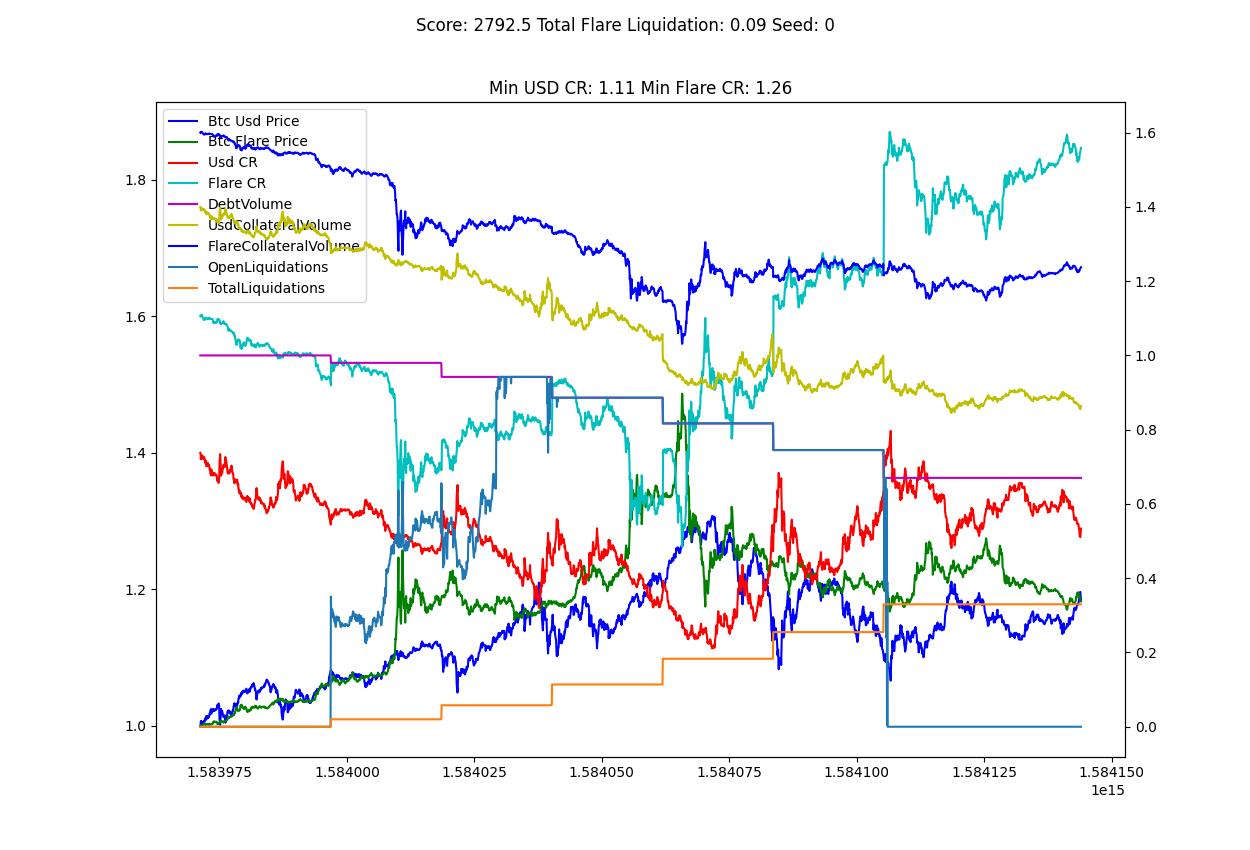 Score: 2792.5 Total Flare Liquidation: 0.09 Seed: 0
Min USD CR: 1.11 Min Flare CR: 1.26
Btc Usd Price
Btc Flare Price
Usd CR
Flare CR
DebtVolume
UsdCollateralVolume
FlareCollateralVolume
OpenLiquidations
TotalLiquidations
1.8
1.6
1.4
1.2
1.0
1.6
1.4
1.2
1.0
0.8
0.6
0.4
0.2
0.0
1.583975 1.584000 1.584025 1.584050 1.584075 1.584100 1.584125 1.584150
1e15